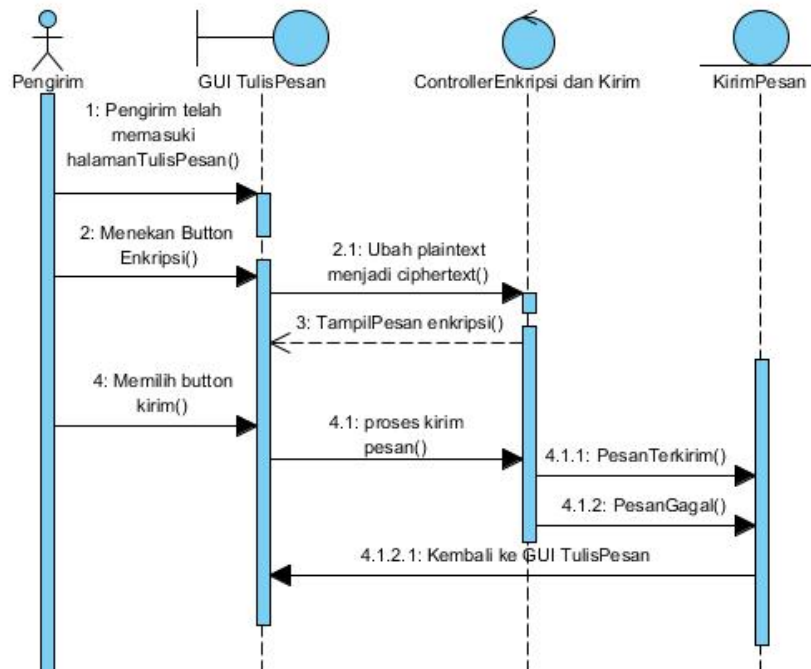 Pengirim
GUI TulisPesan
ControllerEnkripsi dan Kirim
KirimPesan
1: Pengirim telah
memasuki
halamanTulisPesan()
2: Menekan Button
Enkripsi()
2.1: Ubah plaintext
menjadi ciphertext()
3: TampilPesan enkripsi()
4: Memilih button
kirim()
4.1: proses kirim
pesan()
4.1.1: PesanTerkirim()
4.1.2: PesanGagal()
4.1.2.1: Kembali ke GUI TulisPesan